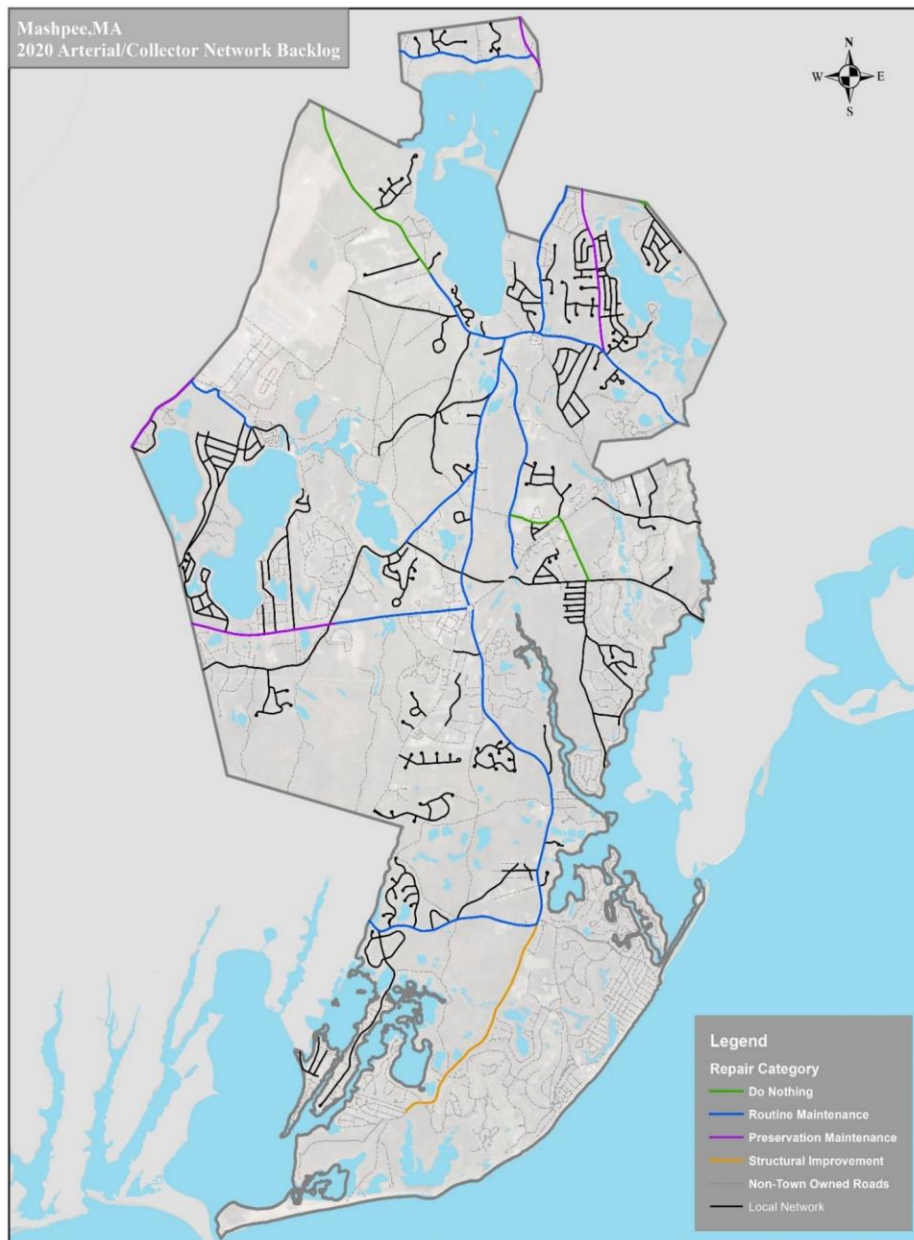 Mashpee,MA
2020 Arterial/Collector Network Backlog
N
W E
S
Legend
Repair Category
Do Nothing
Routine Maintenance
Preservation Maintenance
Structural Improvement
Non-Town Owned Roads
Local Network